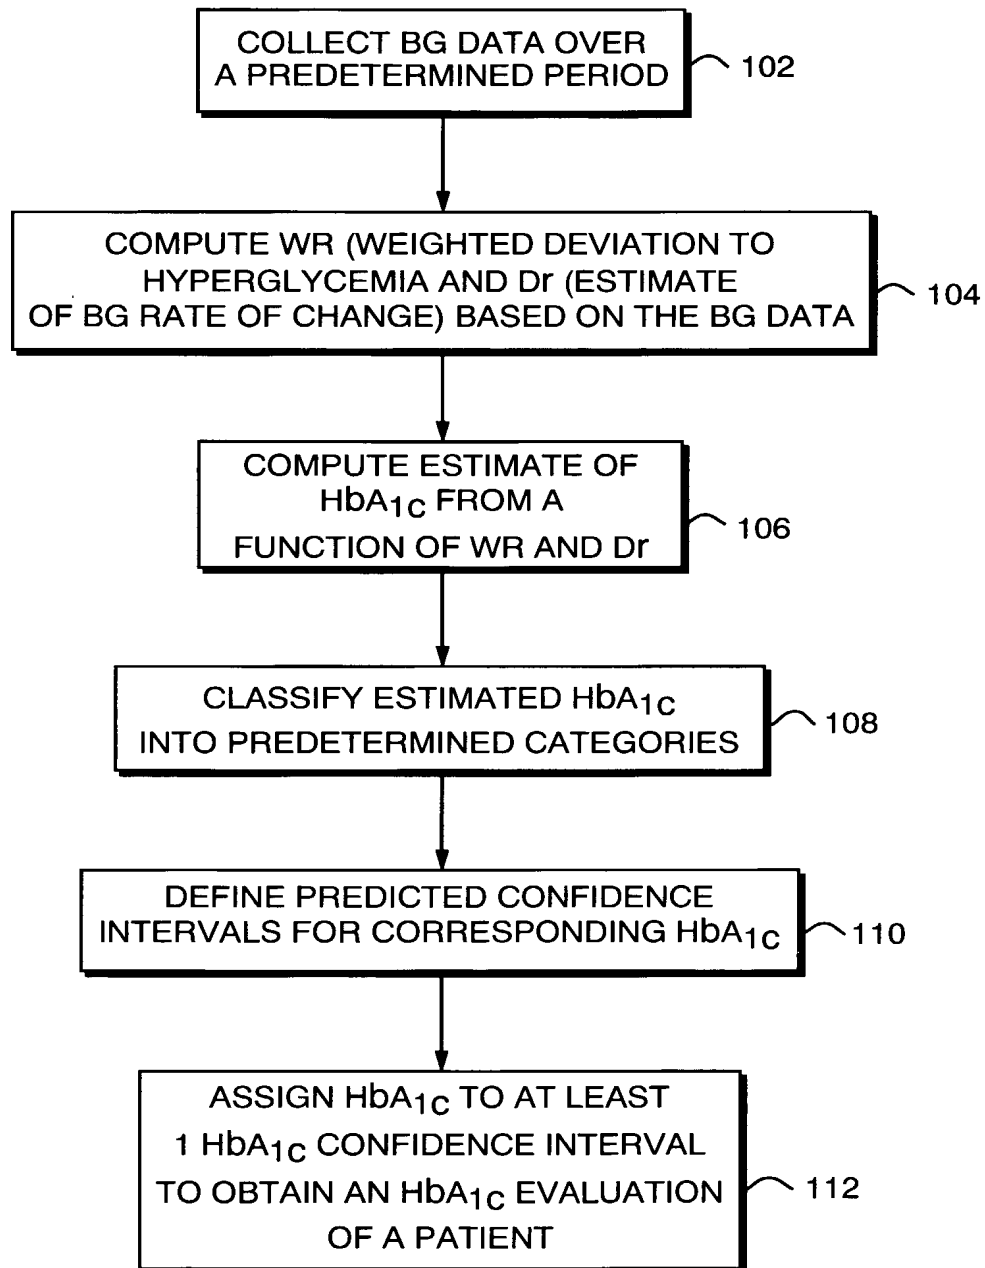 COLLECT BG DATA OVER
A PREDETERMINED PERIOD
102
COMPUTE WR (WEIGHTED DEVIATION TO
HYPERGLYCEMIA AND Dr (ESTIMATE
OF BG RATE OF CHANGE) BASED ON THE BG DATA
104
COMPUTE ESTIMATE OF
HbA1C FROM A
FUNCTION OF WR AND Dr
106
CLASSIFY ESTIMATED HbA1C
INTO PREDETERMINED CATEGORIES
108
DEFINE PREDICTED CONFIDENCE
INTERVALS FOR CORRESPONDING HbA1C
110
ASSIGN HbA1C TO AT LEAST
1 HbA1C CONFIDENCE INTERVAL
TO OBTAIN AN HbA1C EVALUATION
OF A PATIENT
112